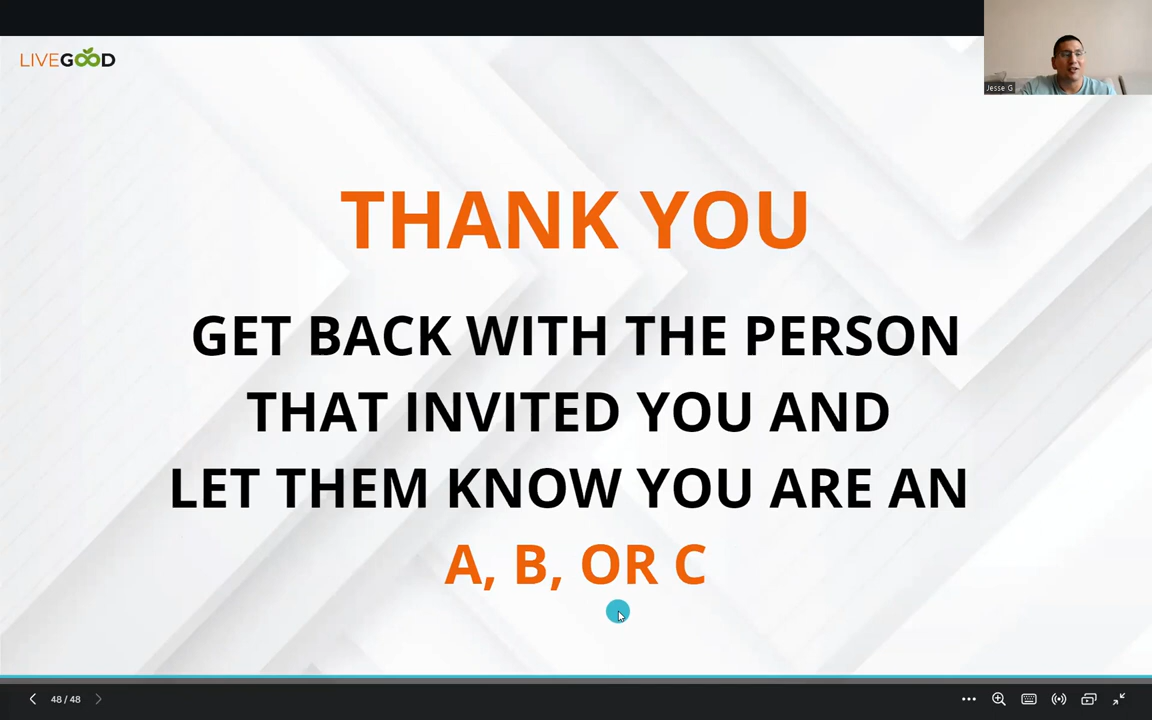 LIVEGOOD
Jesse G
THANK YOU
GET BACK WITH THE PERSON
THAT INVITED YOU AND
LET THEM KNOW YOU ARE AN
A, B, OR C
48 / 48